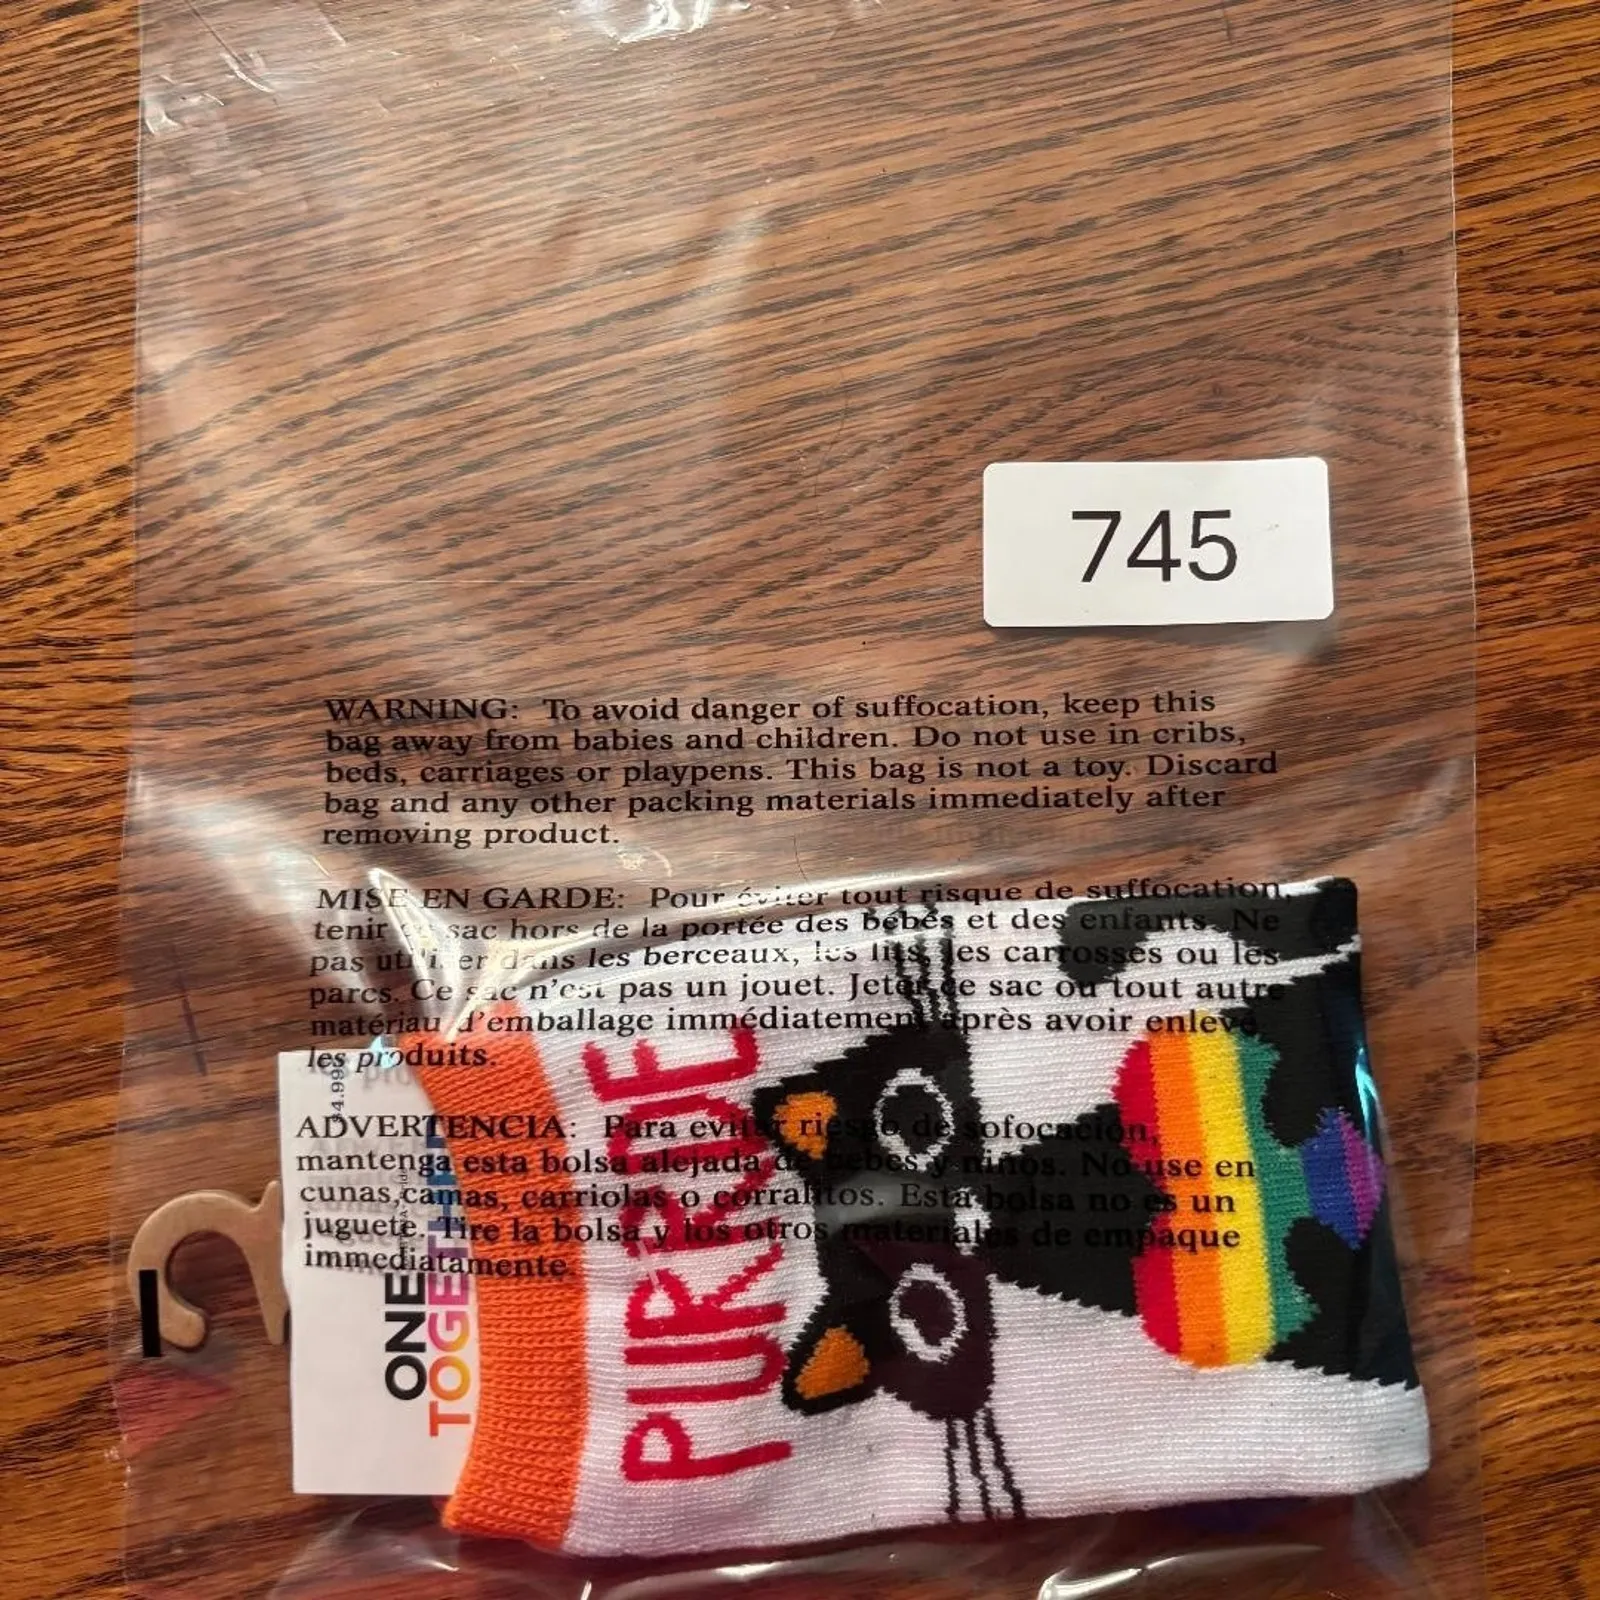 745
WARNING: To avoid danger of suffocation, keep this
bag away from babies and children. Do not use in cribs,
beds, carriages or playpens. This bag is not a toy. Discard
bag and any other packing materials immediately after
removing product.
MISE EN GARDE: Pour éviter tout risque de suffocation,
tenir ce sac hors de la portée des bébés et des enfants. Ne
pas utiliser dans les berceaux, les lits, les carrosses ou les
parcs. Ce sac n'est pas un jouet. Jeter ce sac ou tout autre
matériau d'emballage immédiatement après avoir enlevé
les produits.
ADVERTENCIA: Para evitar riesgo de sofocación,
mantenga esta bolsa alejada de bebes y niños. No use en
cunas, camas, carriolas o corralitos. Esta bolsa no es un
juguete. Tire la bolsa y los otros materiales de empaque
immediatamente.
ONE
TOGETHER
PURRIDE